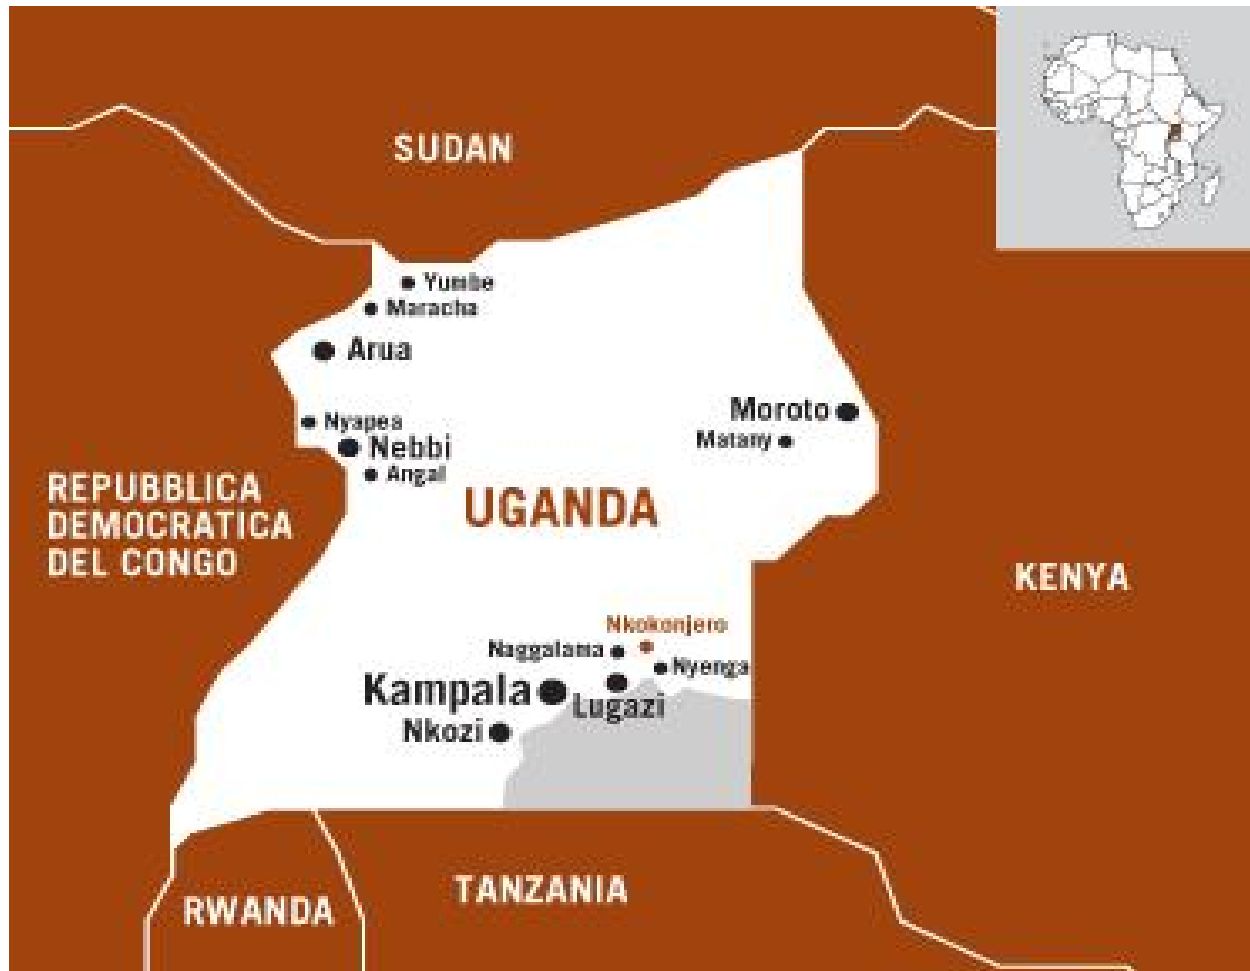 SUDAN
Yumbe
Maracha
Arua
Nyapea
Nebbi
Angal
Moroto
Matany
REPUBBLICA
DEMOCRATICA
DEL CONGO
UGANDA
KENYA
Nkokonjero
Naggalama
Nyenga
Kampala
Lugazi
Nkozi
TANZANIA
RWANDA